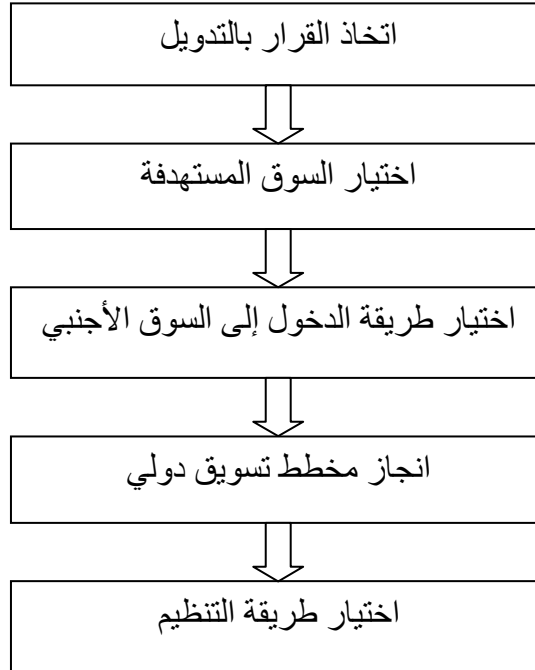 اتخاذ القرار بالتدويل
اختيار السوق المستهدفة
اختيار طريقة الدخول إلى السوق الأجنبي
انجاز مخطط تسويق دولي
اختيار طريقة التنظيم